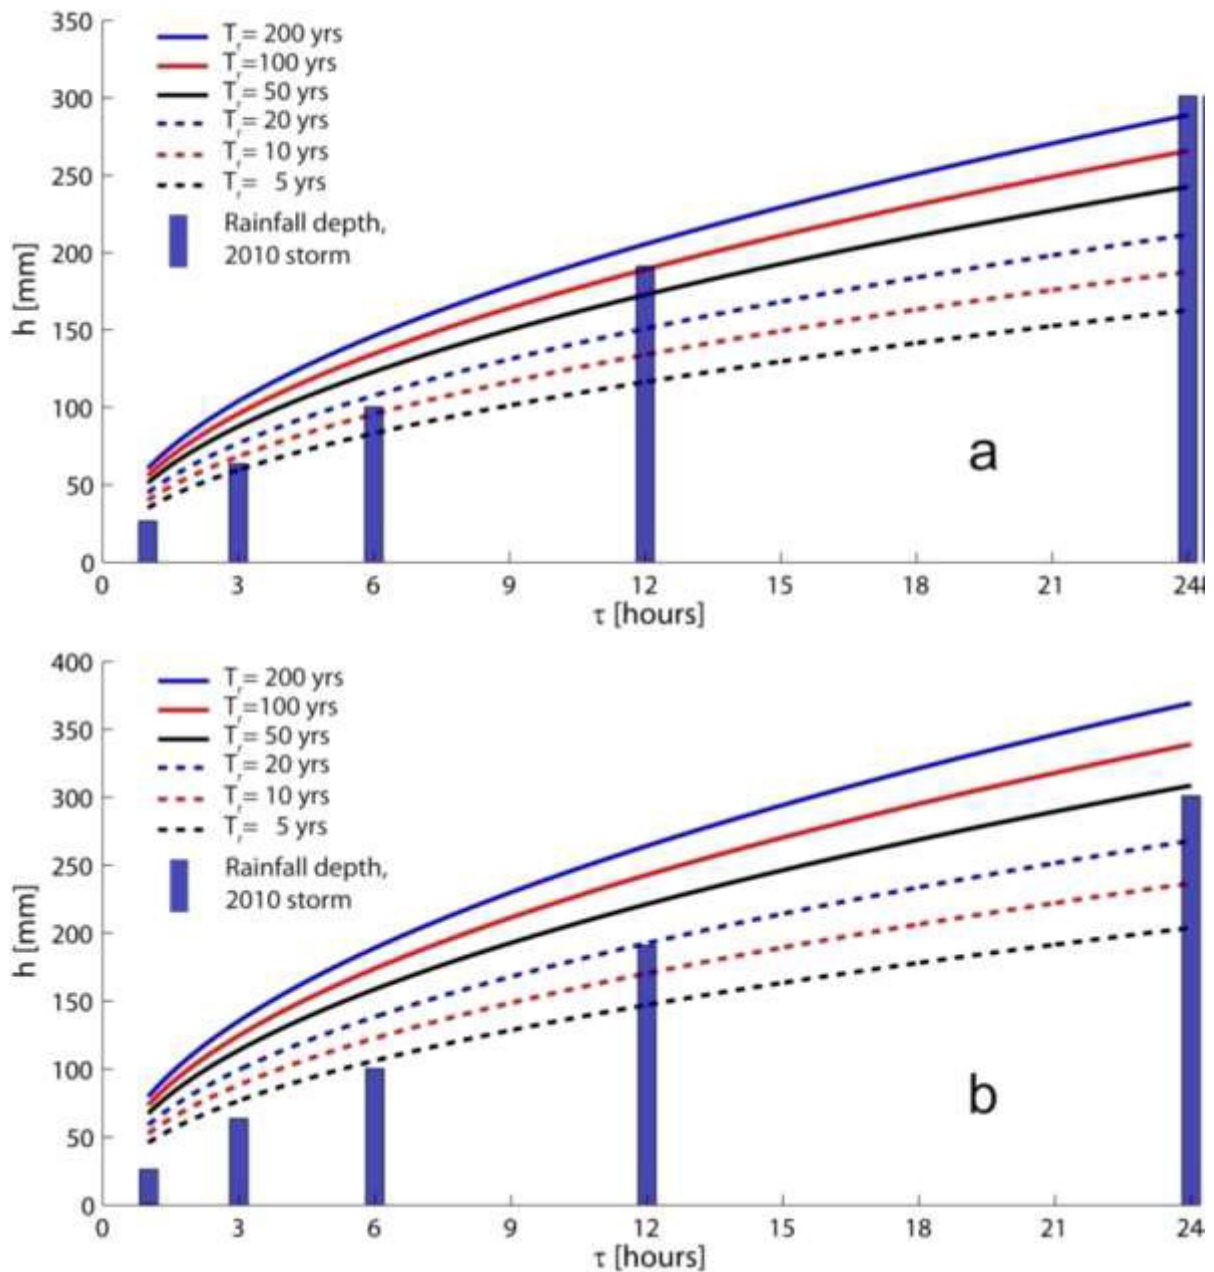 350
300
250
200
150
100
50
0
h [mm]
T_r= 200 yrs
T_r=100 yrs
T_r= 50 yrs
T_r= 20 yrs
T_r= 10 yrs
T_r= 5 yrs
Rainfall depth,
2010 storm
a
0 3 6 9 12 15 18 21 24
τ [hours]
400
350
300
250
200
150
100
50
0
h [mm]
T_r= 200 yrs
T_r=100 yrs
T_r= 50 yrs
T_r= 20 yrs
T_r= 10 yrs
T_r= 5 yrs
Rainfall depth,
2010 storm
b
0 3 6 9 12 15 18 21 24
τ [hours]